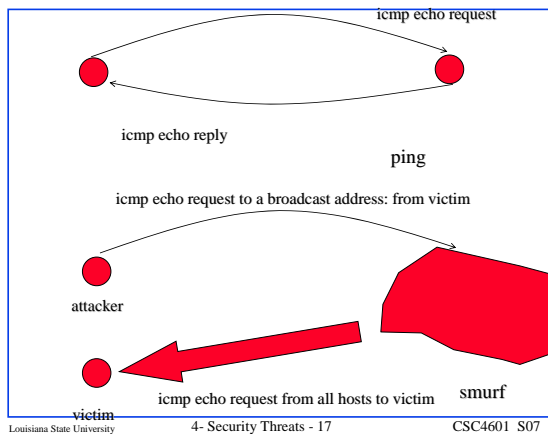 icmp echo request
icmp echo reply
ping
icmp echo request to a broadcast address: from victim
attacker
icmp echo request from all hosts to victim
smurf
victim
Louisiana State University
4- Security Threats - 17
CSC4601 S07